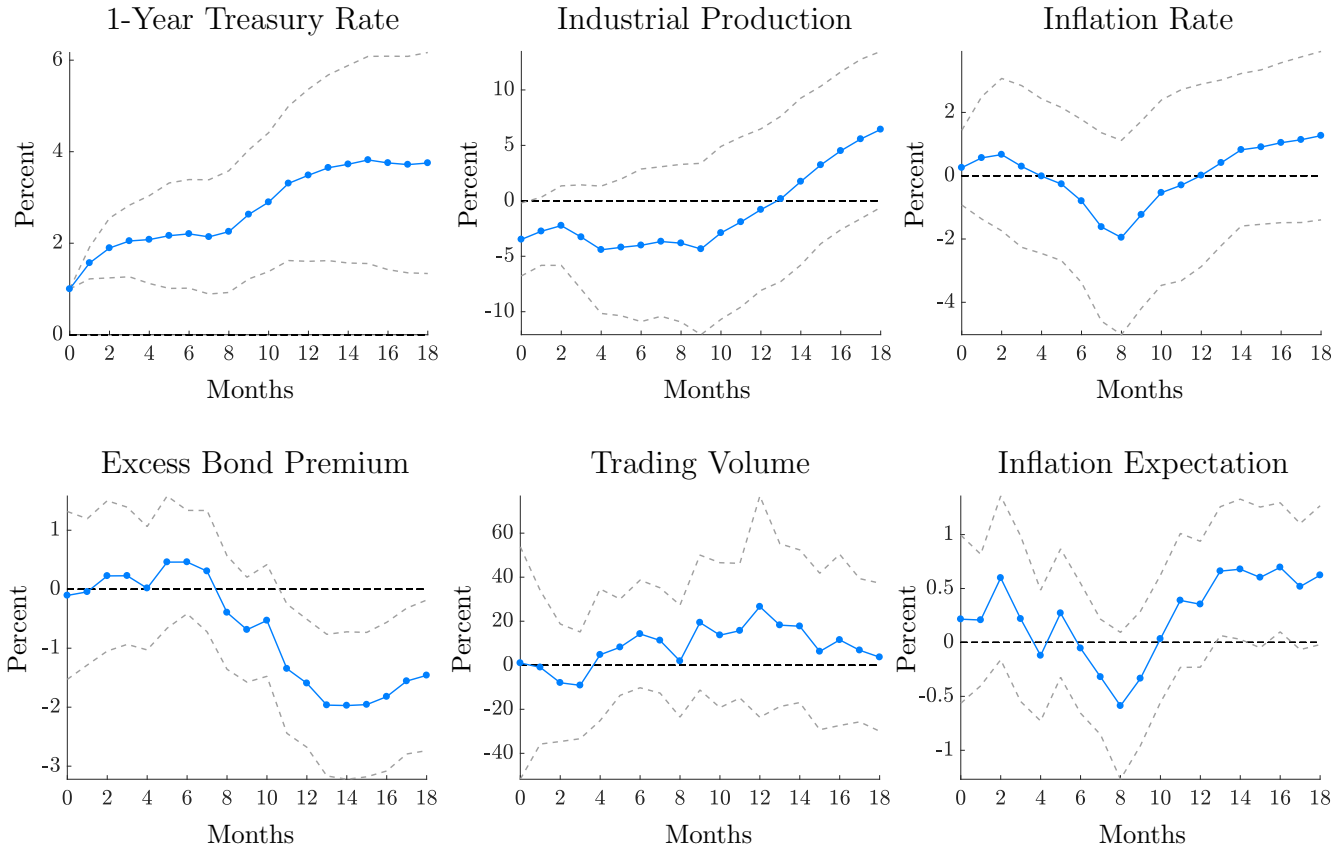 1-Year Treasury Rate
Percent
6
4
2
0
0 2 4 6 8 10 12 14 16 18
Months
Industrial Production
Percent
10
5
0
-5
-10
0 2 4 6 8 10 12 14 16 18
Months
Inflation Rate
Percent
2
0
-2
-4
0 2 4 6 8 10 12 14 16 18
Months
Excess Bond Premium
Percent
1
0
-1
-2
-3
0 2 4 6 8 10 12 14 16 18
Months
Trading Volume
Percent
60
40
20
0
-20
-40
0 2 4 6 8 10 12 14 16 18
Months
Inflation Expectation
Percent
1
0.5
0
-0.5
-1
0 2 4 6 8 10 12 14 16 18
Months